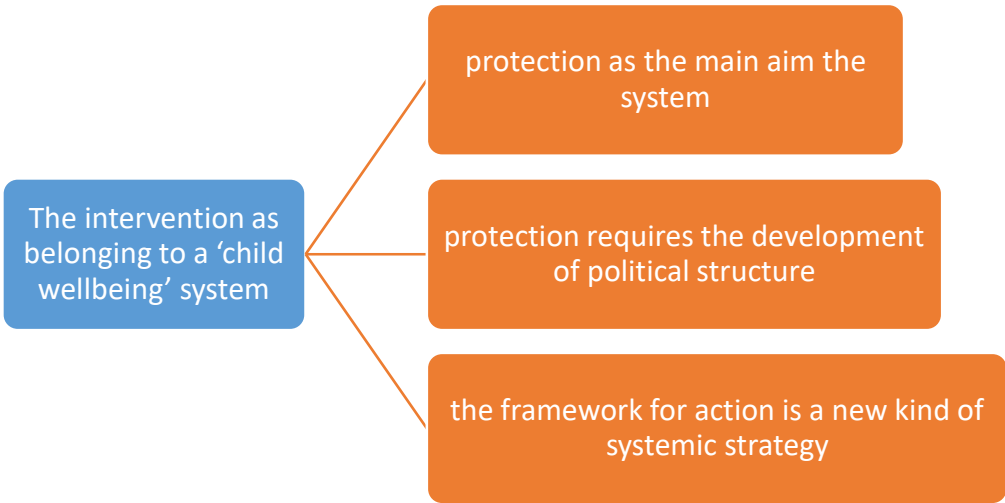 protection as the main aim the
system
The intervention as
belonging to a ‘child
wellbeing’ system
protection requires the development
of political structure
the framework for action is a new kind of
systemic strategy